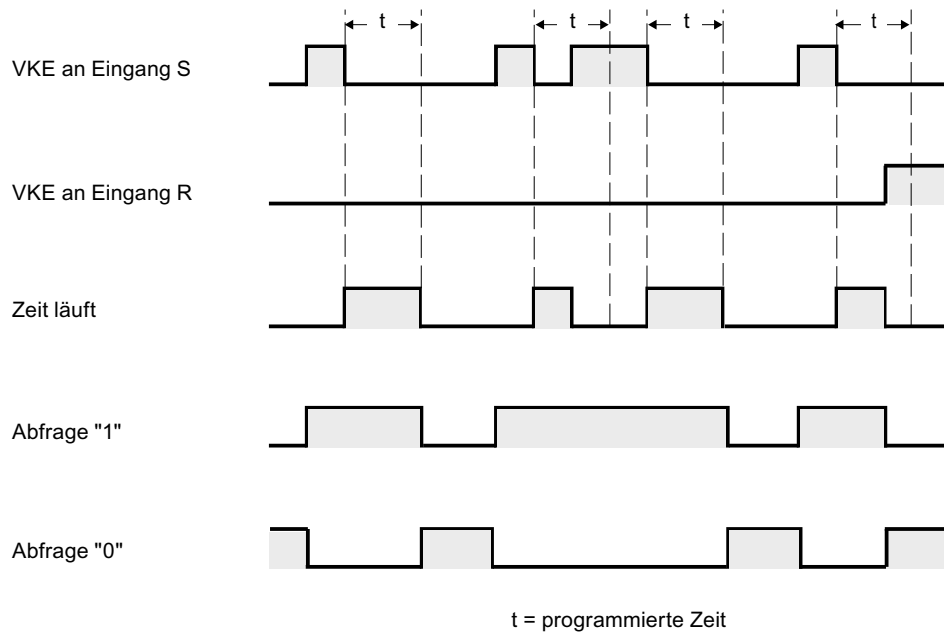 t t t t
VKE an Eingang S
VKE an Eingang R
Zeit läuft
Abfrage "1"
Abfrage "0"
t = programmierte Zeit